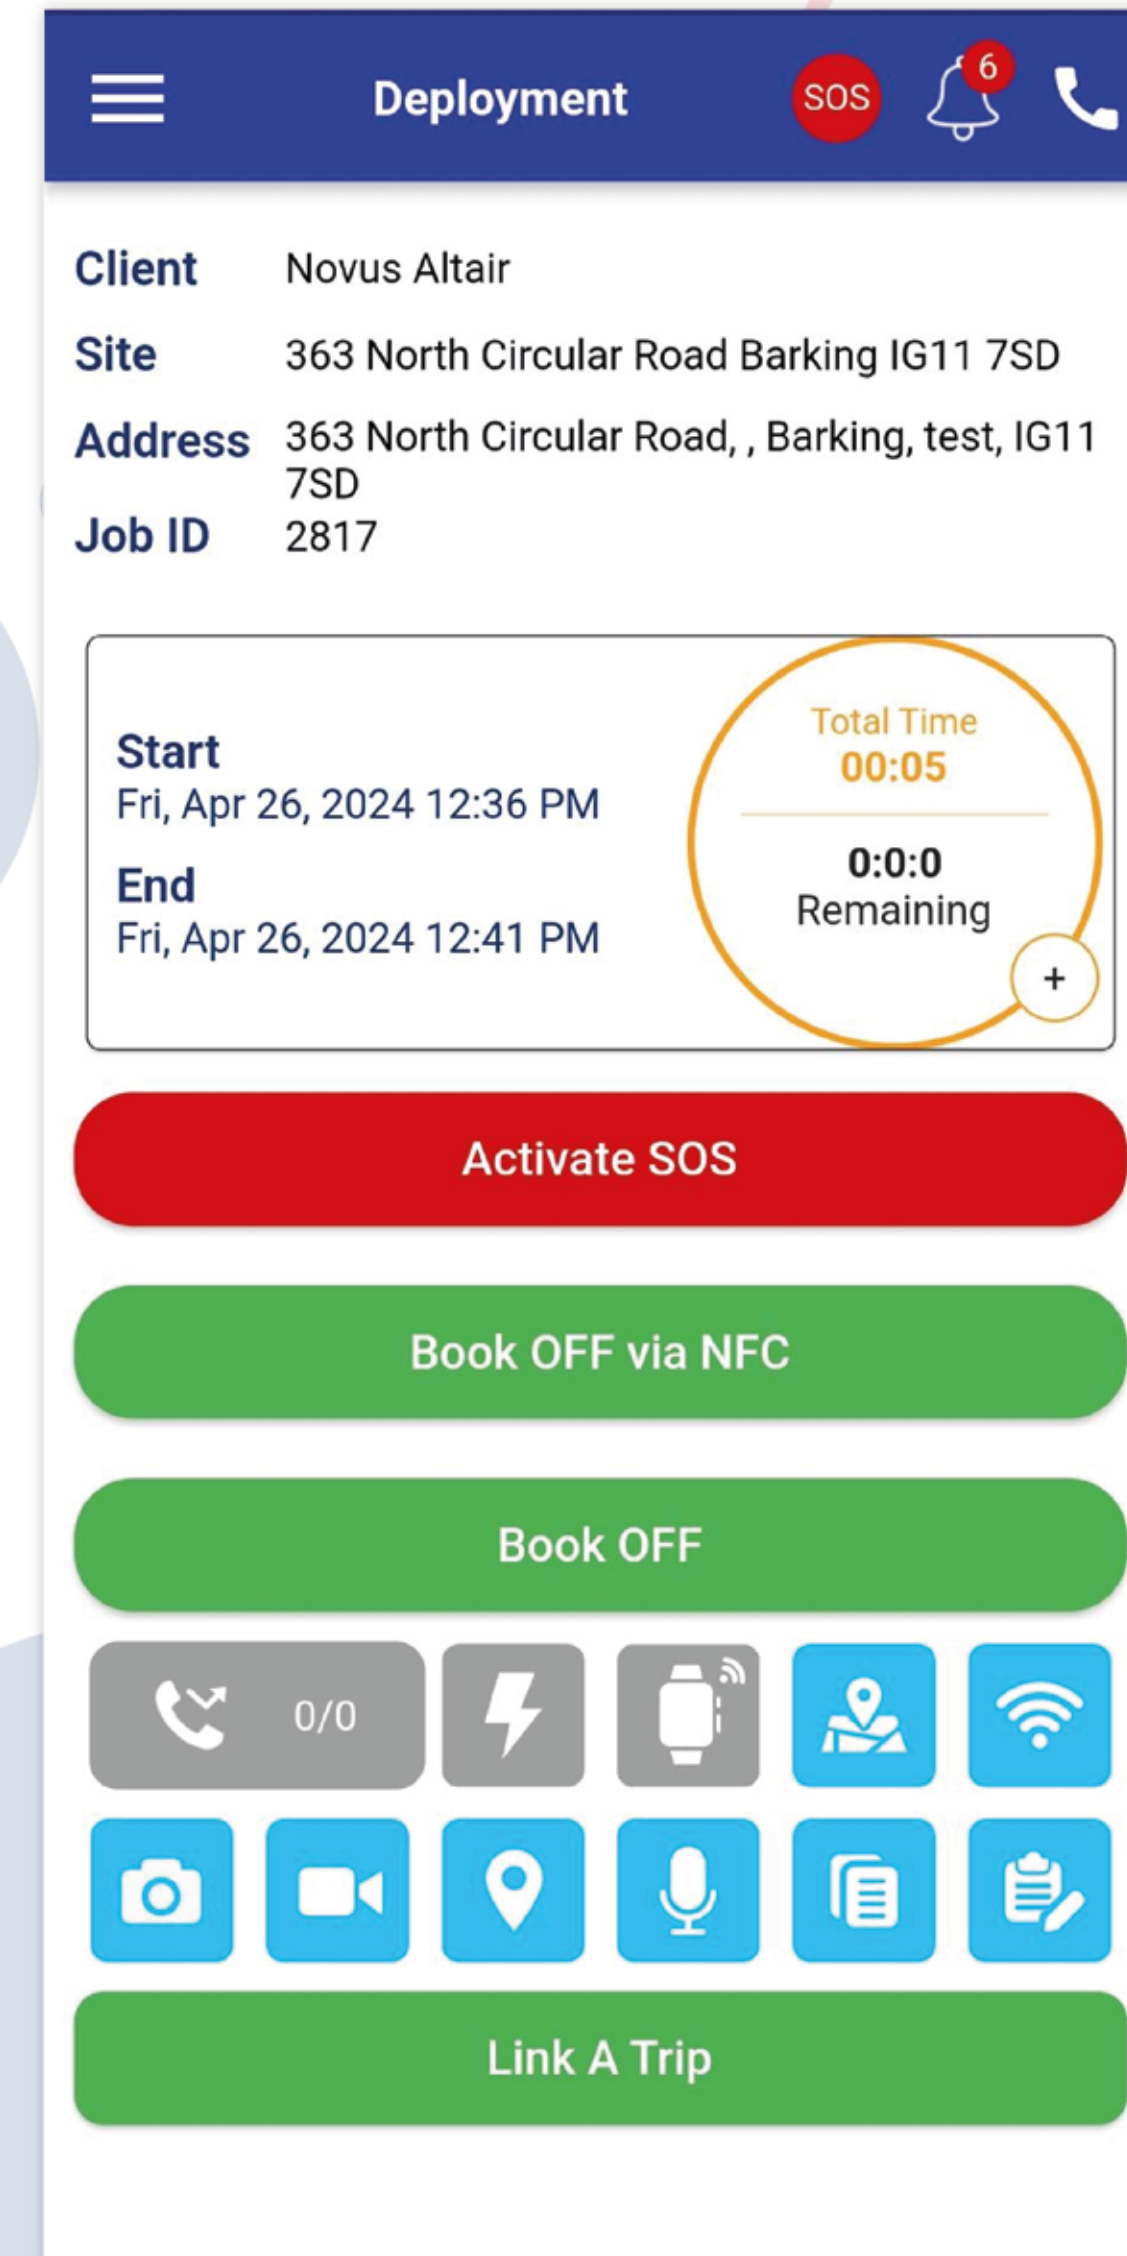 Deployment
SOS
6
Client Novus Altair
Site 363 North Circular Road Barking IG11 7SD
Address 363 North Circular Road, , Barking, test, IG11
7SD
Job ID 2817
Start
Fri, Apr 26, 2024 12:36 PM
End
Fri, Apr 26, 2024 12:41 PM
Total Time
00:05
0:0:0
Remaining
+
Activate SOS
Book OFF via NFC
Book OFF
0/0
Link A Trip